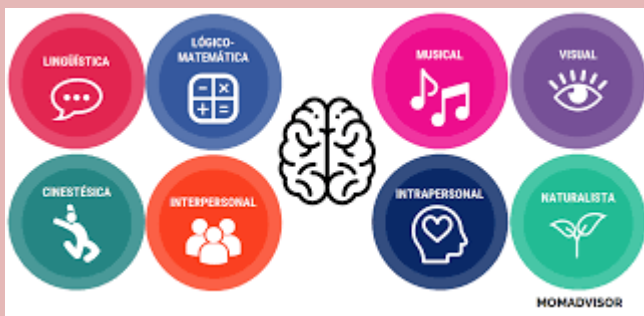 LINGÜÍSTICA
LÓGICO-
MATEMÁTICA
MUSICAL
VISUAL
CINESTÉSICA
INTERPERSONAL
INTRAPERSONAL
NATURALISTA
MOMADVISOR